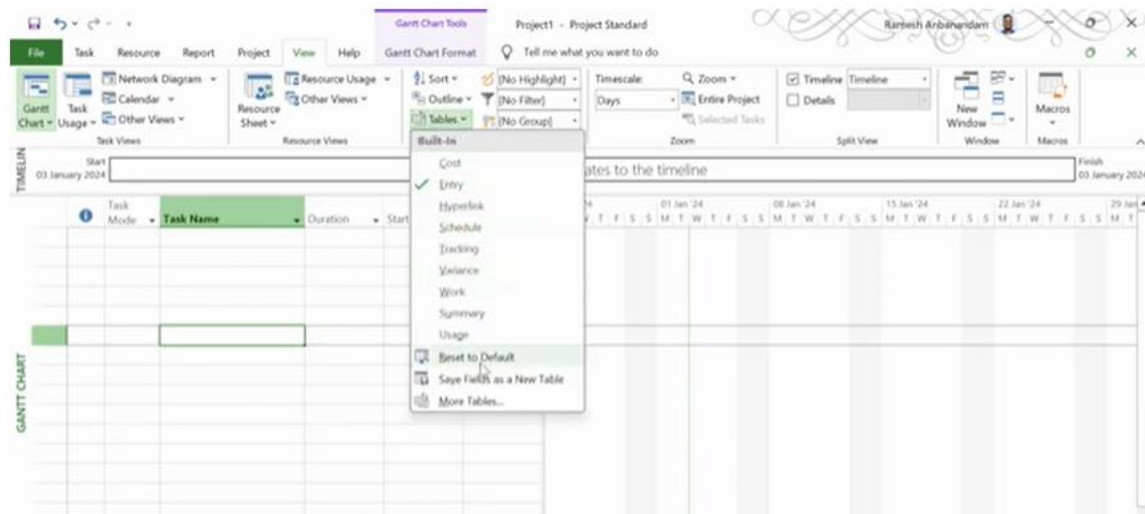 Gantt Chart Tools Project1 - Project Standard Ramesh Anbanandam
File Task Resource Report Project View Help Gantt Chart Format Tell me what you want to do
Network Diagram Resource Usage Sort [No Highlight] Timescale: Zoom Timeline Timeline
Calendar Other Views Outline [No Filter] Days Entire Project Details
Gantt Chart Task Usage Other Views Resource Sheet Tables [No Group] Selected Tasks New Window Macros
Task Views Resource Views Zoom Split View Window Macros
Built-In
Cost
Entry
Hyperlink
Schedule
Tracking
Variance
Work
Summary
Usage
Reset to Default
Save Fields as a New Table
More Tables...
TIMELIN
Start
03 January 2024
ates to the timeline
Finish
03 January 2024
Task Mode Task Name Duration Start
4 01 Jan '24 08 Jan '24 15 Jan '24 22 Jan '24 29 Jan
T F S S M T W T F S S M T W T F S S M T W T F S S M T W T F S S M T
GANTT CHART